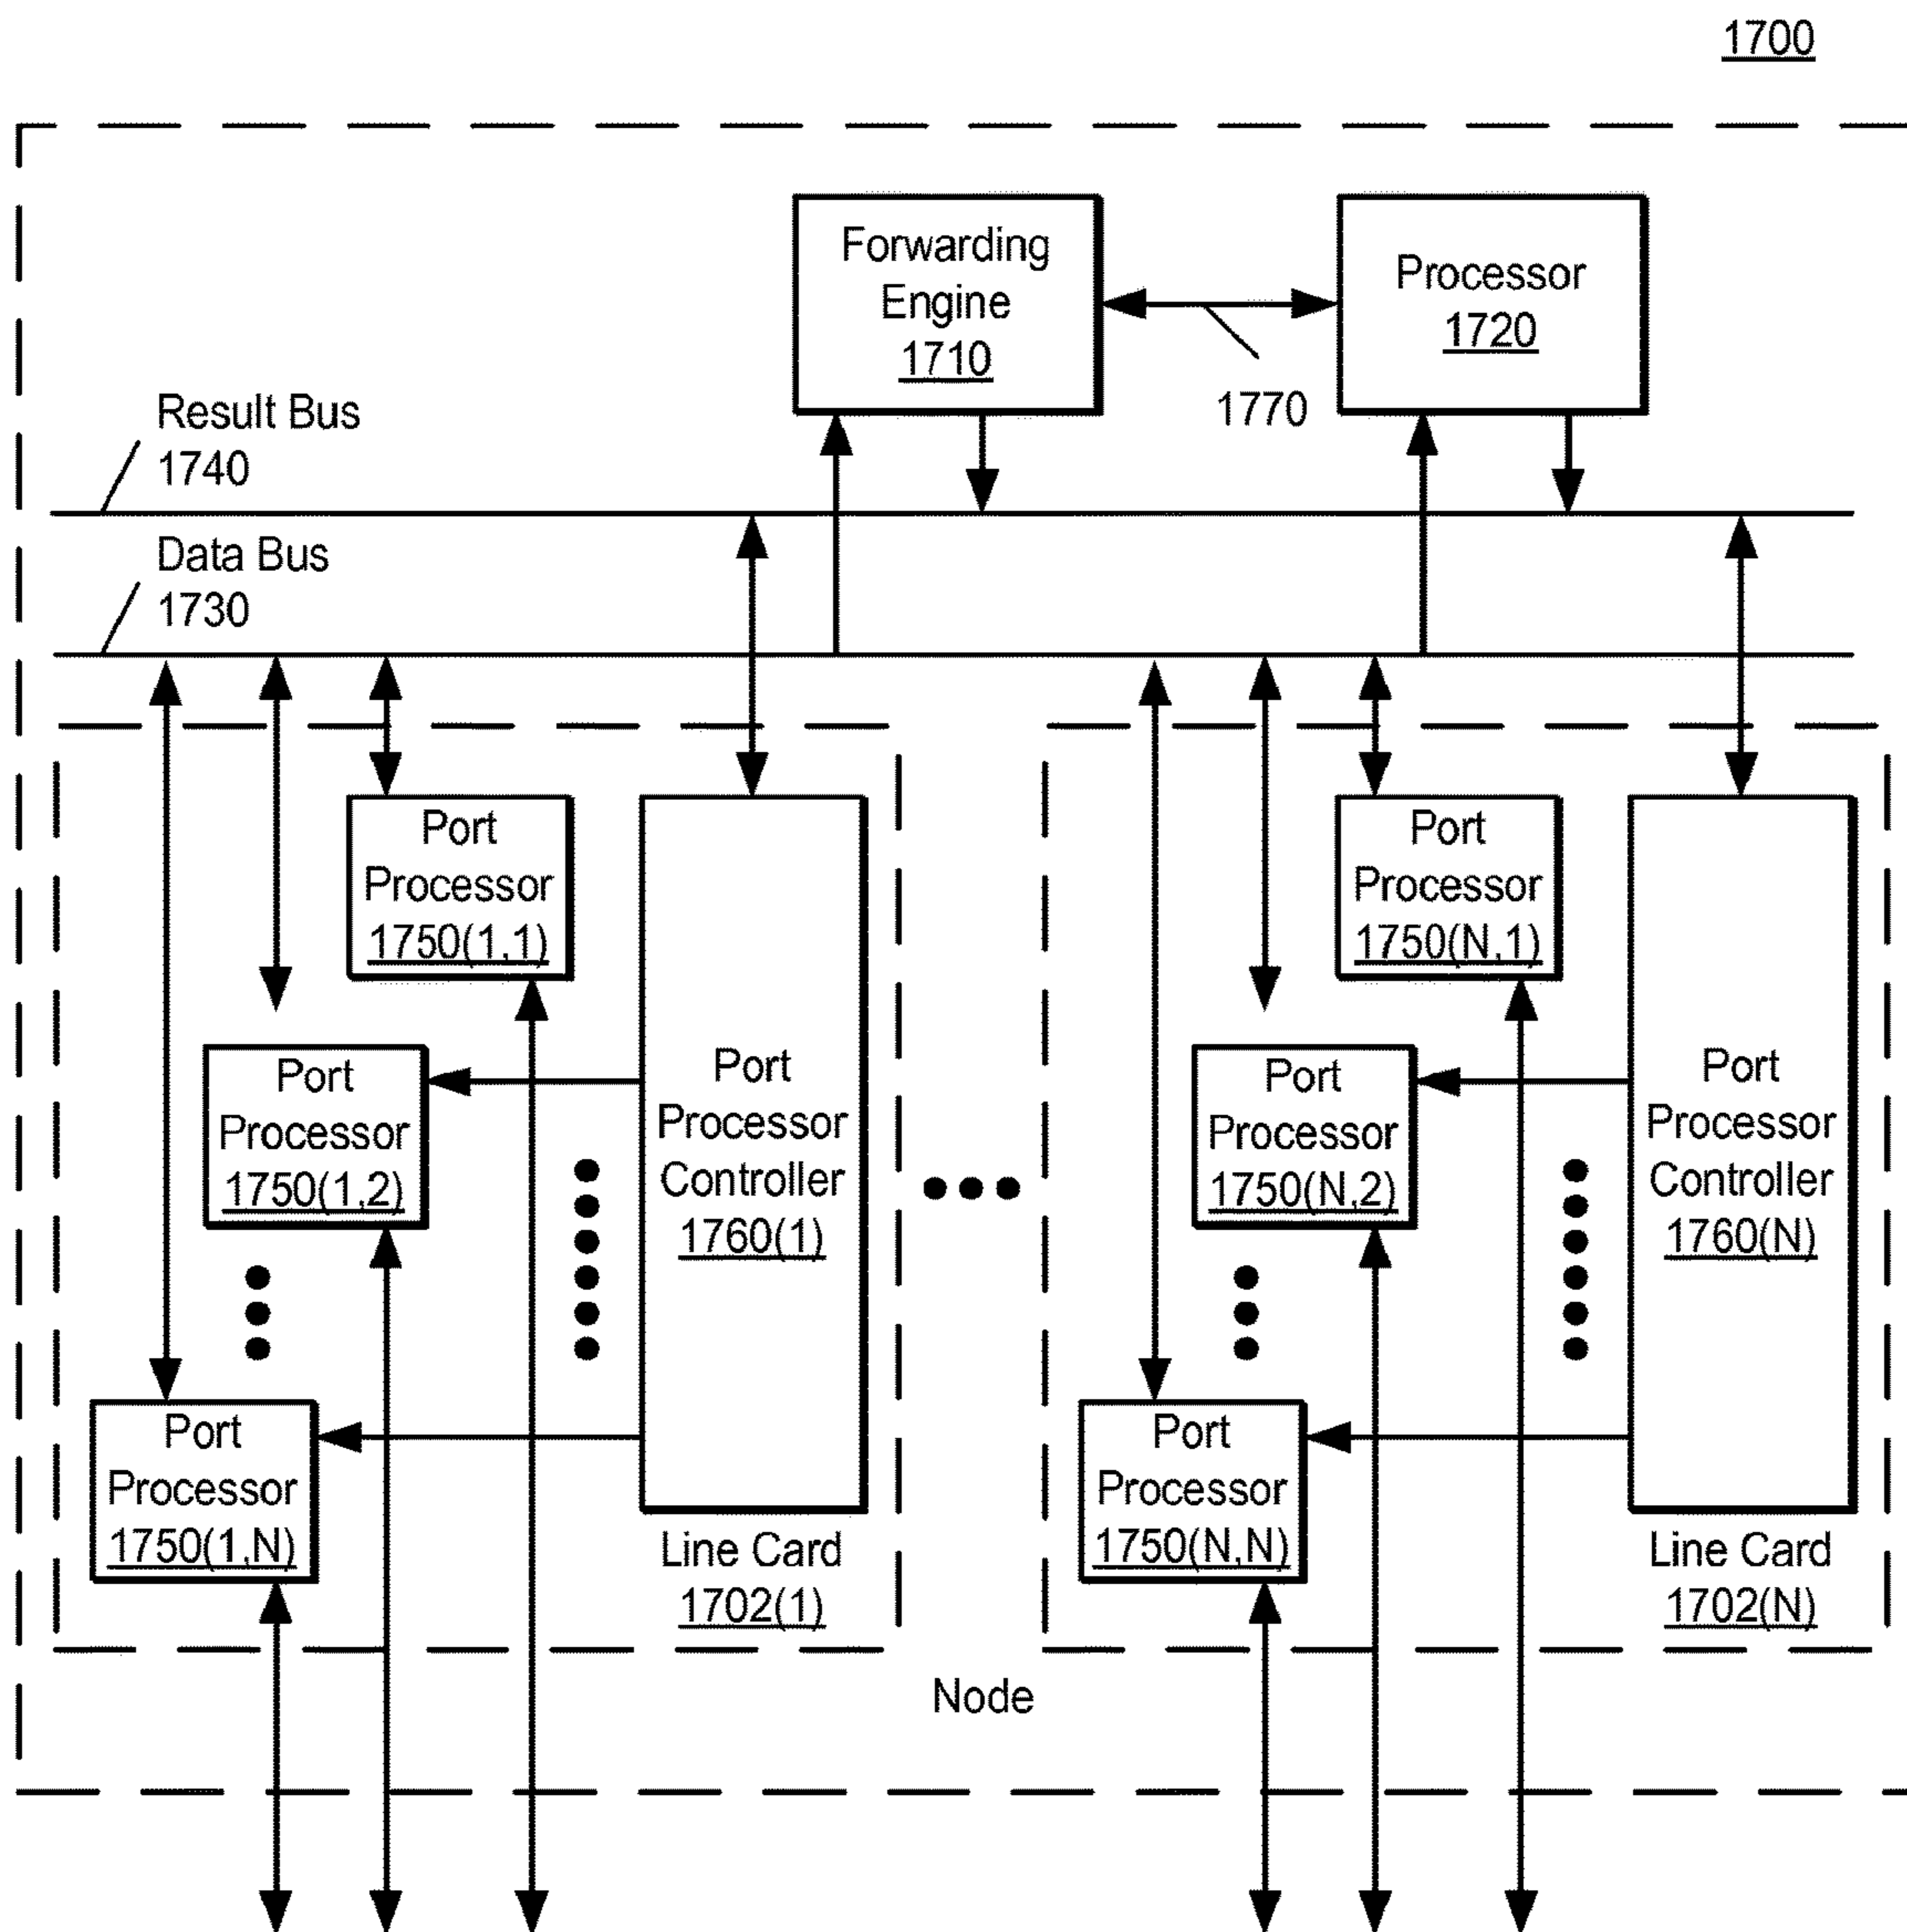 1700
Forwarding
Engine
1710
Processor
1720
1770
Result Bus
1740
Data Bus
1730
Port
Processor
1750(1,1)
Port
Processor
1750(1,2)
Port
Processor
1750(1,N)
Port
Processor
Controller
1760(1)
Line Card
1702(1)
Port
Processor
1750(N,1)
Port
Processor
1750(N,2)
Port
Processor
1750(N,N)
Port
Processor
Controller
1760(N)
Line Card
1702(N)
Node